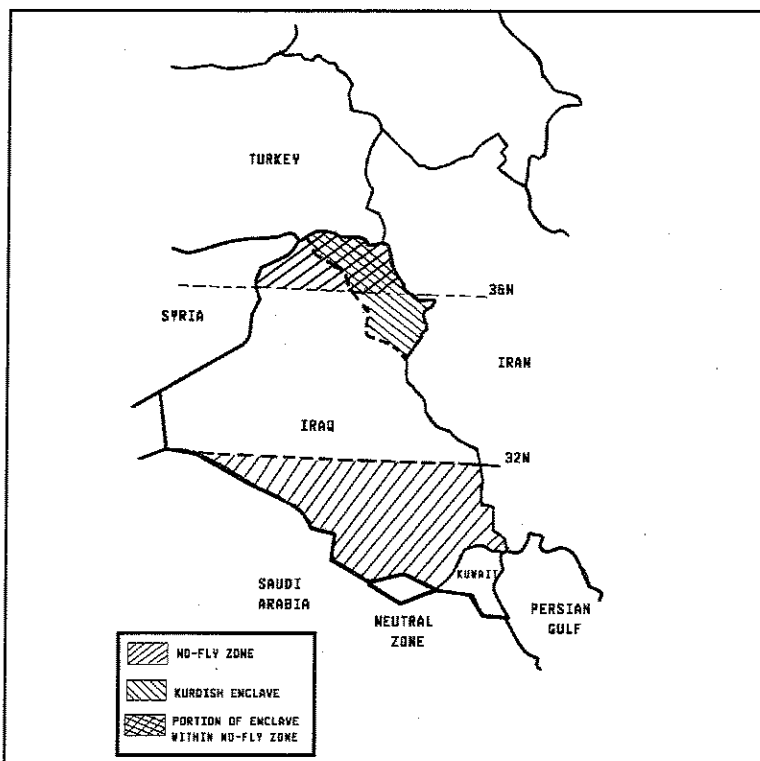 TURKEY
36N
SYRIA
IRAN
IRAQ
32N
KUWAIT
SAUDI
ARABIA
NEUTRAL
ZONE
PERSIAN
GULF
NO-FLY ZONE
KURDISH ENCLAVE
PORTION OF ENCLAVE
WITHIN NO-FLY ZONE